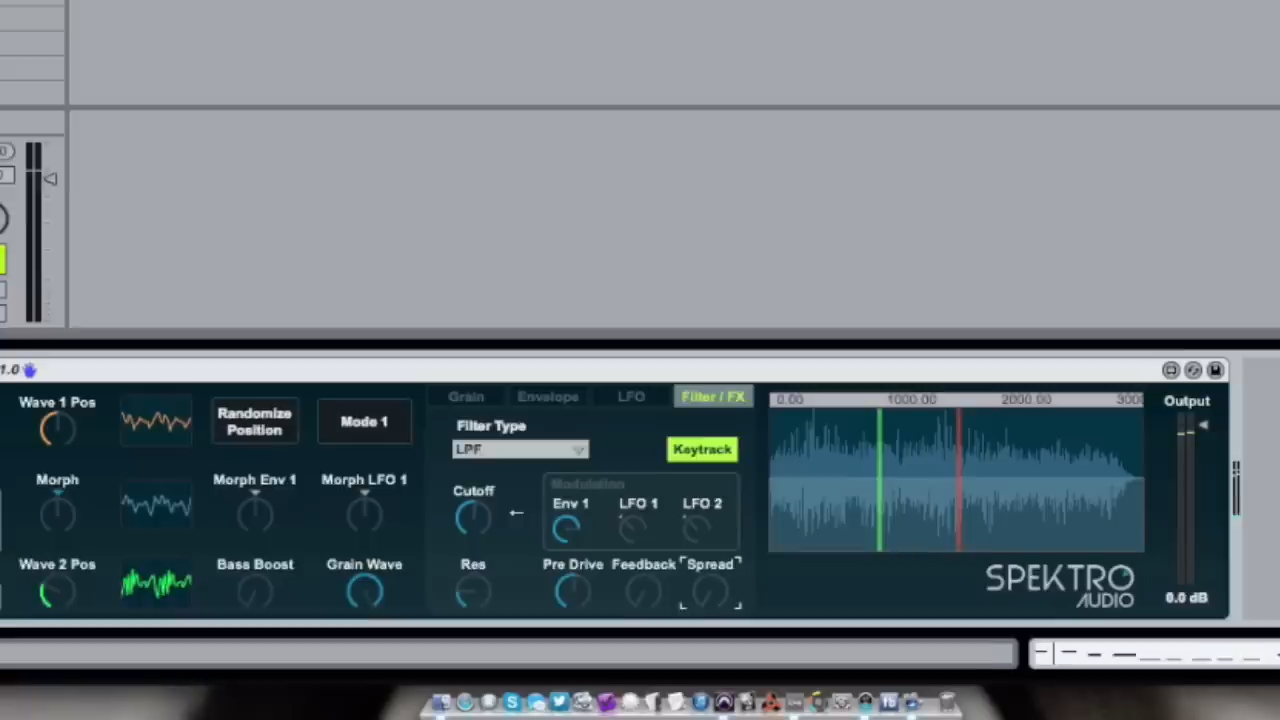 1.0
Wave 1 Pos
Randomize
Position
Mode 1
Morph
Morph Env 1
Morph LFO 1
Wave 2 Pos
Bass Boost
Grain Wave
Grain
Envelope
LFO
Filter / FX
Filter Type
LPF
Keytrack
Cutoff
←
Modulation
Env 1
LFO 1
LFO 2
Res
Pre Drive
Feedback
Spread
0.00
1000.00
2000.00
300
SPEKTRO
AUDIO
Output
0.0 dB